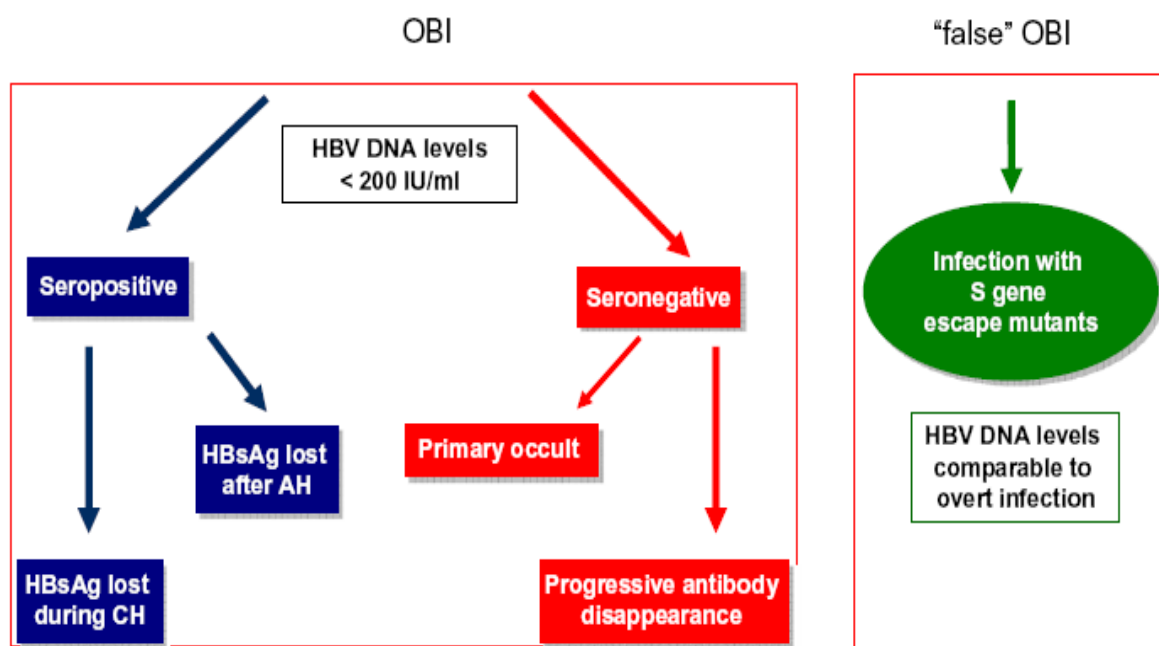 OBI
"false" OBI
HBV DNA levels
< 200 IU/ml
Seropositive
Seronegative
HBsAg lost
after AH
Primary occult
HBsAg lost
during CH
Progressive antibody
disappearance
Infection with
S gene
escape mutants
HBV DNA levels
comparable to
overt infection